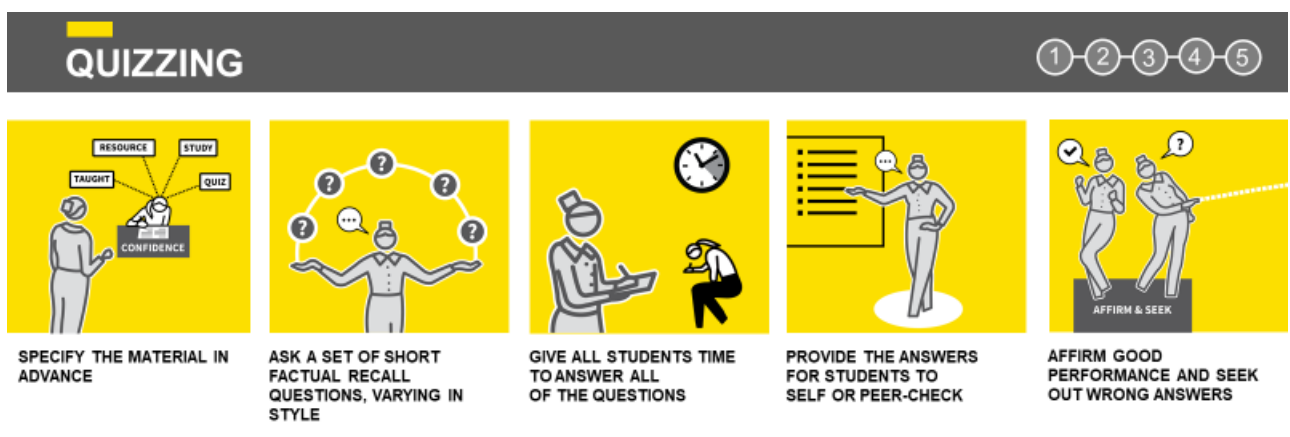 QUIZZING
1 2 3 4 5
RESOURCE
STUDY
TAUGHT
QUIZ
CONFIDENCE
SPECIFY THE MATERIAL IN
ADVANCE
?
?
?
?
?
...
ASK A SET OF SHORT
FACTUAL RECALL
QUESTIONS, VARYING IN
STYLE
GIVE ALL STUDENTS TIME
TO ANSWER ALL
OF THE QUESTIONS
...
PROVIDE THE ANSWERS
FOR STUDENTS TO
SELF OR PEER-CHECK
?
AFFIRM & SEEK
AFFIRM GOOD
PERFORMANCE AND SEEK
OUT WRONG ANSWERS